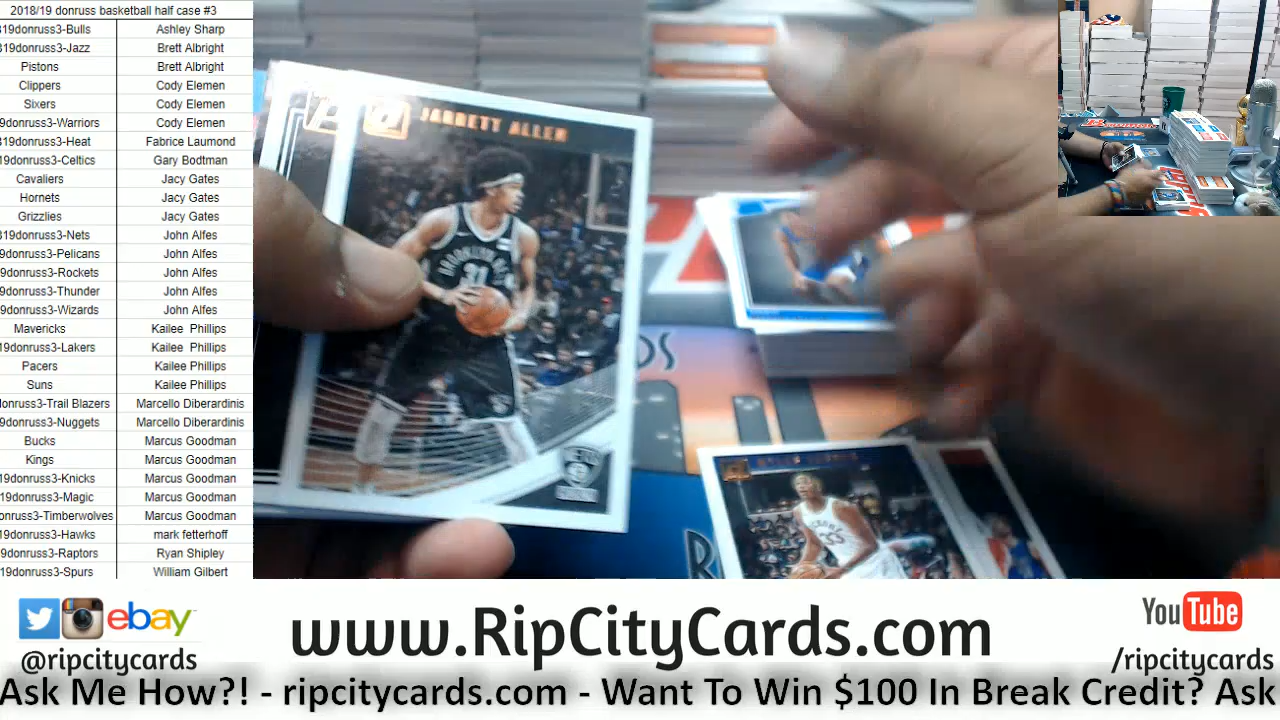 2018/19 donruss basketball half case #3
319donruss3-Bulls Ashley Sharp
319donruss3-Jazz Brett Albright
Pistons Brett Albright
Clippers Cody Elemen
Sixers Cody Elemen
9donruss3-Warriors Cody Elemen
319donruss3-Heat Fabrice Laumond
19donruss3-Celtics Gary Bodtman
Cavaliers Jacy Gates
Hornets Jacy Gates
Grizzlies Jacy Gates
319donruss3-Nets John Alfes
9donruss3-Pelicans John Alfes
9donruss3-Rockets John Alfes
9donruss3-Thunder John Alfes
9donruss3-Wizards John Alfes
Mavericks Kailee Phillips
19donruss3-Lakers Kailee Phillips
Pacers Kailee Phillips
Suns Kailee Phillips
onruss3-Trail Blazers Marcello Diberardinis
9donruss3-Nuggets Marcello Diberardinis
Bucks Marcus Goodman
Kings Marcus Goodman
19donruss3-Knicks Marcus Goodman
19donruss3-Magic Marcus Goodman
onruss3-Timberwolves Marcus Goodman
19donruss3-Hawks mark fetterhoff
9donruss3-Raptors Ryan Shipley
19donruss3-Spurs William Gilbert
JARRETT ALLEN
BROOKLYN
31
NETS
33
ebay
@ripcitycards
www.RipCityCards.com
YouTube
/ripcitycards
Ask Me How?! - ripcitycards.com - Want To Win $100 In Break Credit? Ask